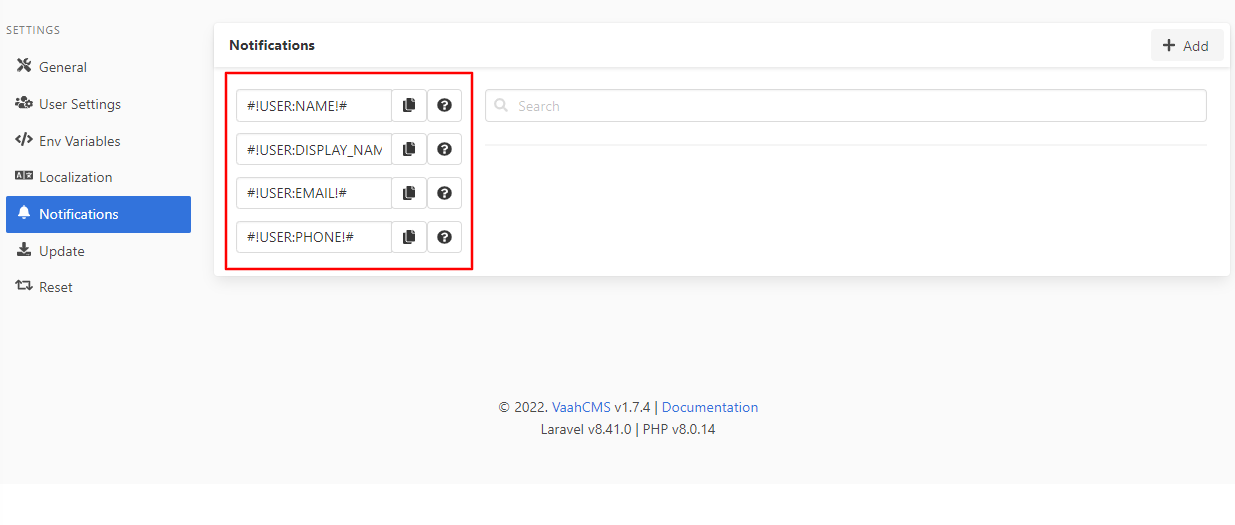 SETTINGS
General
User Settings
Env Variables
Localization
Notifications
Update
Reset
Notifications
Add
#!USER:NAME!#
#!USER:DISPLAY_NAM
#!USER:EMAIL!#
#!USER:PHONE!#
Search
© 2022. VaahCMS v1.7.4 | Documentation
Laravel v8.41.0 | PHP v8.0.14